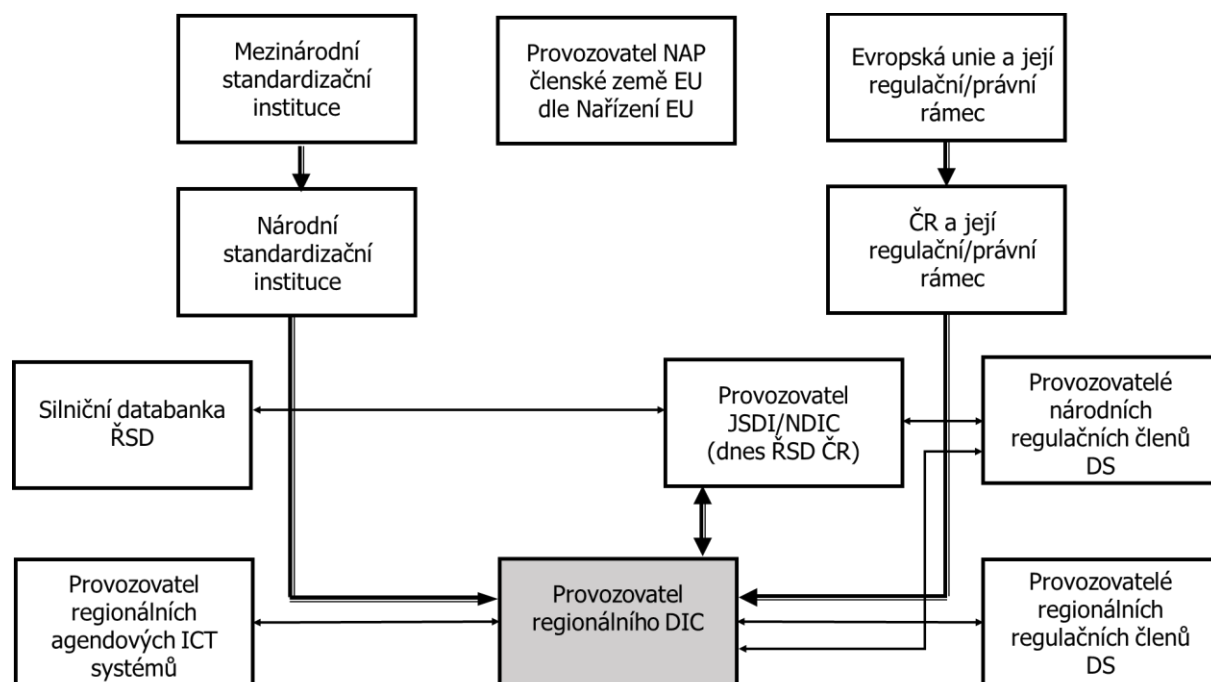 Mezinárodní
standardizační
instituce
Provozovatel NAP
členské země EU
dle Nařízení EU
Evropská unie a její
regulační/právní
rámec
Národní
standardizační
instituce
ČR a její
regulační/právní
rámec
Silniční databanka
ŘSD
Provozovatel
JSDI/NDIC
(dnes ŘSD ČR)
Provozovatelé
národních
regulačních členů
DS
Provozovatel
regionálních
agendových ICT
systémů
Provozovatel
regionálního DIC
Provozovatelé
regionálních
regulačních členů
DS